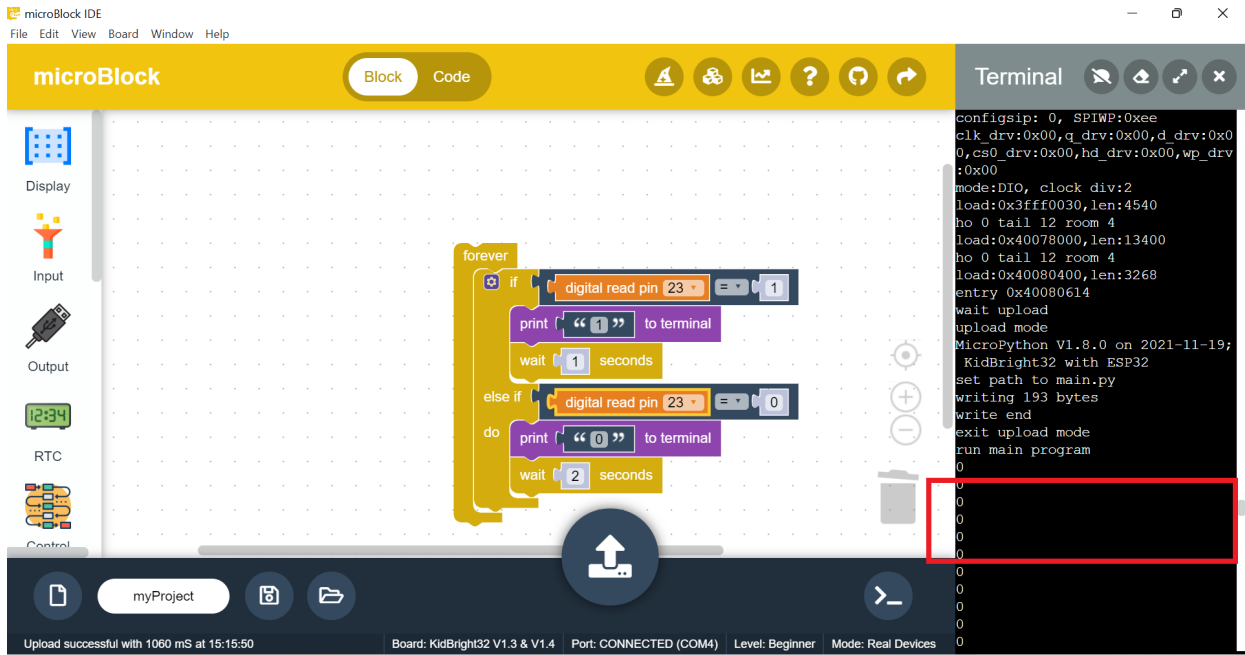 microBlock IDE
File Edit View Board Window Help
microBlock
Block Code
Terminal
Display
Input
Output
RTC
Control
forever
if digital read pin 23 = 1
print “ 1 ” to terminal
wait 1 seconds
else if digital read pin 23 = 0
do print “ 0 ” to terminal
wait 2 seconds
configsip: 0, SPIWP:0xee
clk_drv:0x00,q_drv:0x00,d_drv:0x0
0,cs0_drv:0x00,hd_drv:0x00,wp_drv
:0x00
mode:DIO, clock div:2
load:0x3fff0030,len:4540
ho 0 tail 12 room 4
load:0x40078000,len:13400
ho 0 tail 12 room 4
load:0x40080400,len:3268
entry 0x40080614
wait upload
upload mode
MicroPython V1.8.0 on 2021-11-19;
KidBright32 with ESP32
set path to main.py
writing 193 bytes
write end
exit upload mode
run main program
0
0
0
0
0
0
0
0
0
0
0
myProject
Upload successful with 1060 mS at 15:15:50
Board: KidBright32 V1.3 & V1.4
Port: CONNECTED (COM4)
Level: Beginner
Mode: Real Devices